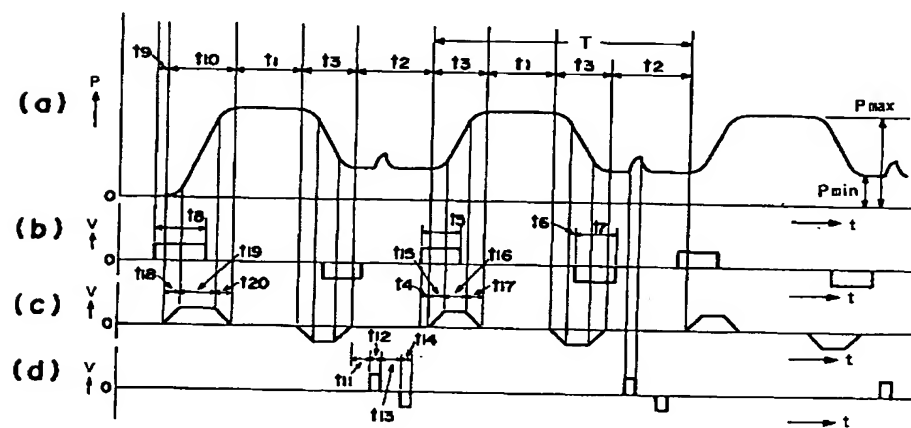 T
t9 t10 t1 t3 t2 t3 t1 t3 t2
(a) P Pmax
Pmin
0
t8 t5 t6 t7 t
(b) V
0
t18 t19 t20 t15 t16 t4 t17
(c) V
0
t12 t14 t
(d) V
0
t11 t13
t